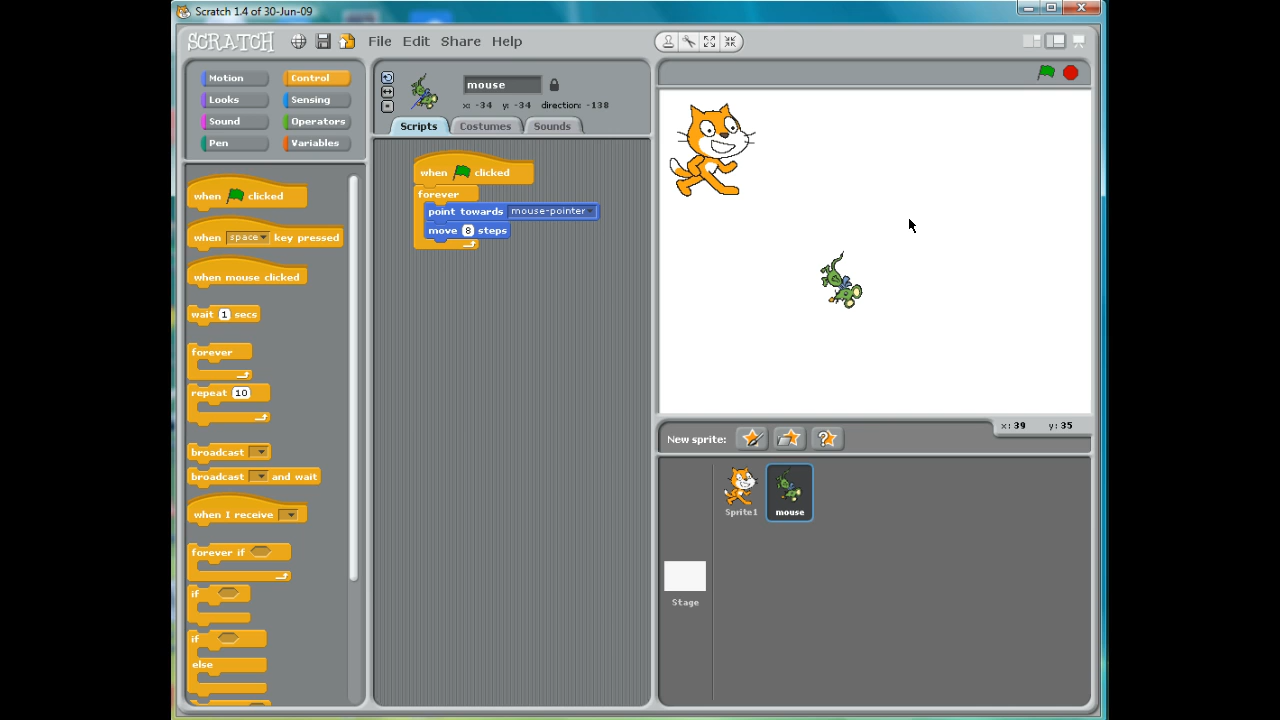 Scratch 1.4 of 30-Jun-09
SCRATCH
File Edit Share Help
Motion Control
Looks Sensing
Sound Operators
Pen Variables
when clicked
when space key pressed
when mouse clicked
wait 1 secs
forever
repeat 10
broadcast
broadcast and wait
when I receive
forever if
if
if
else
mouse
x: -34 y: -34 direction: -138
Scripts Costumes Sounds
when clicked
forever
point towards mouse-pointer
move 8 steps
x: 39 y: 35
New sprite:
Sprite1 mouse
Stage